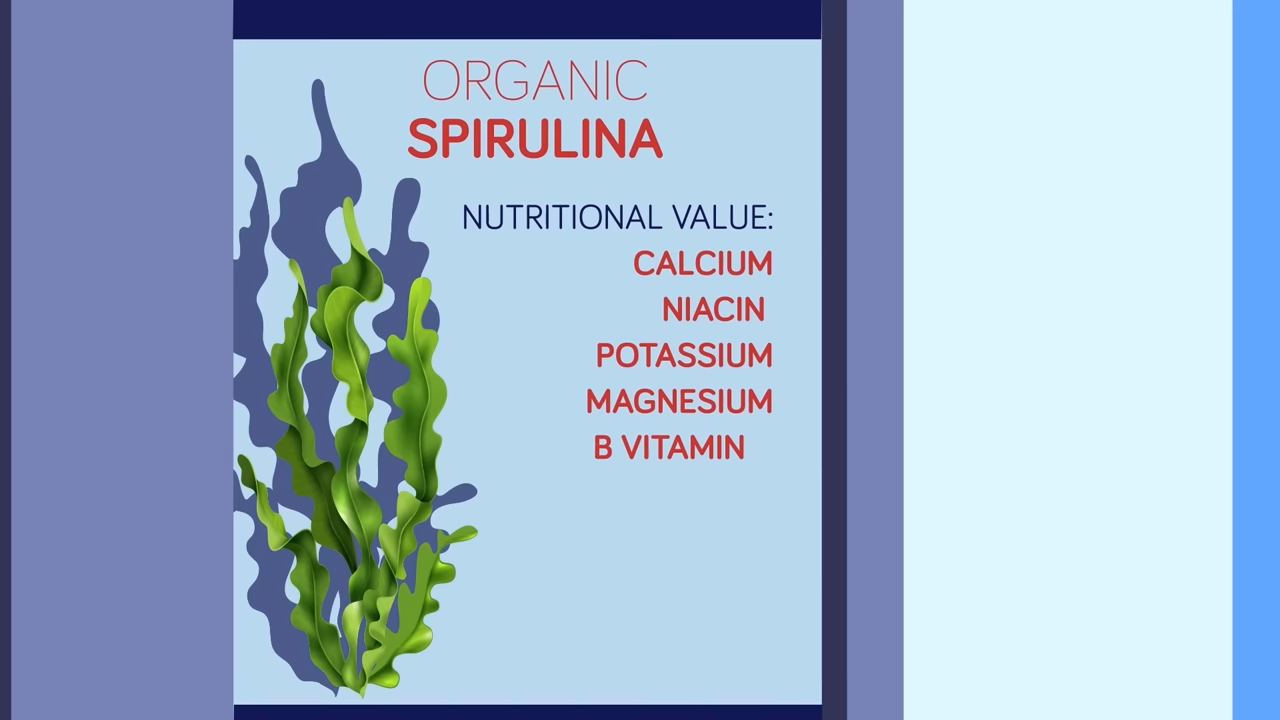 ORGANIC
SPIRULINA
NUTRITIONAL VALUE:
CALCIUM
NIACIN
POTASSIUM
MAGNESIUM
B VITAMIN